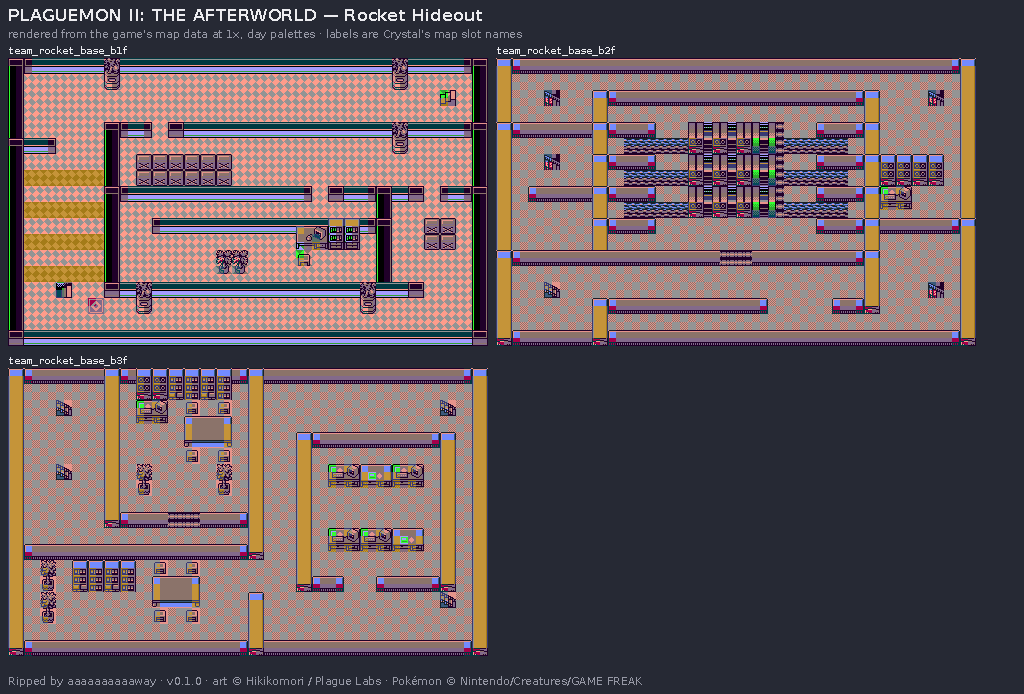 PLAGUEMON II: THE AFTERWORLD — Rocket Hideout
rendered from the game's map data at 1x, day palettes · labels are Crystal's map slot names
team_rocket_base_b1f
team_rocket_base_b2f
team_rocket_base_b3f
Ripped by aaaaaaaaaaway · v0.1.0 · art © Hikikomori / Plague Labs · Pokémon © Nintendo/Creatures/GAME FREAK